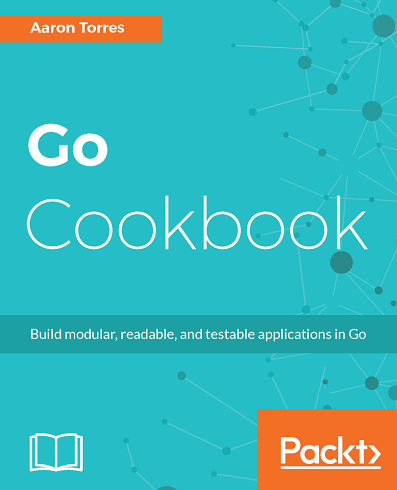 Aaron Torres
Go
Cookbook
Build modular, readable, and testable applications in Go
Packt>